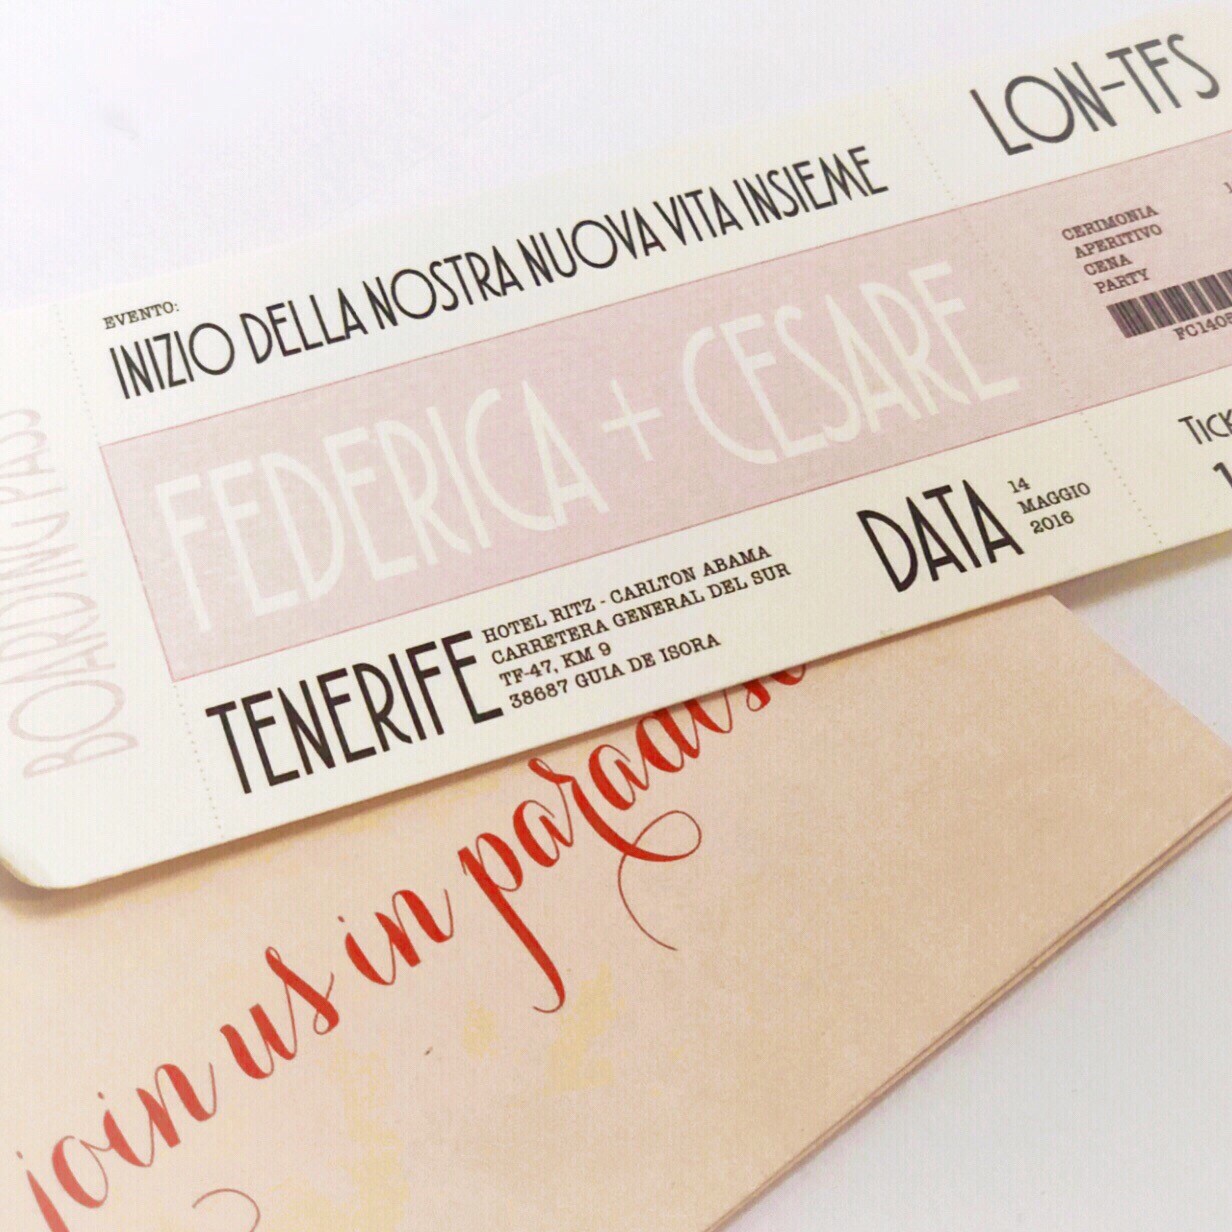 BOARDING PASS
EVENTO:
INIZIO DELLA NOSTRA NUOVA VITA INSIEME
FEDERICA + CESARE
TENERIFE
HOTEL RITZ - CARLTON ABAMA
CARRETERA GENERAL DEL SUR
TF-47, KM 9
38687 GUIA DE ISORA
DATA
14
MAGGIO
2016
LON-TFS
CERIMONIA
APERITIVO
CENA
PARTY
join us in paradise